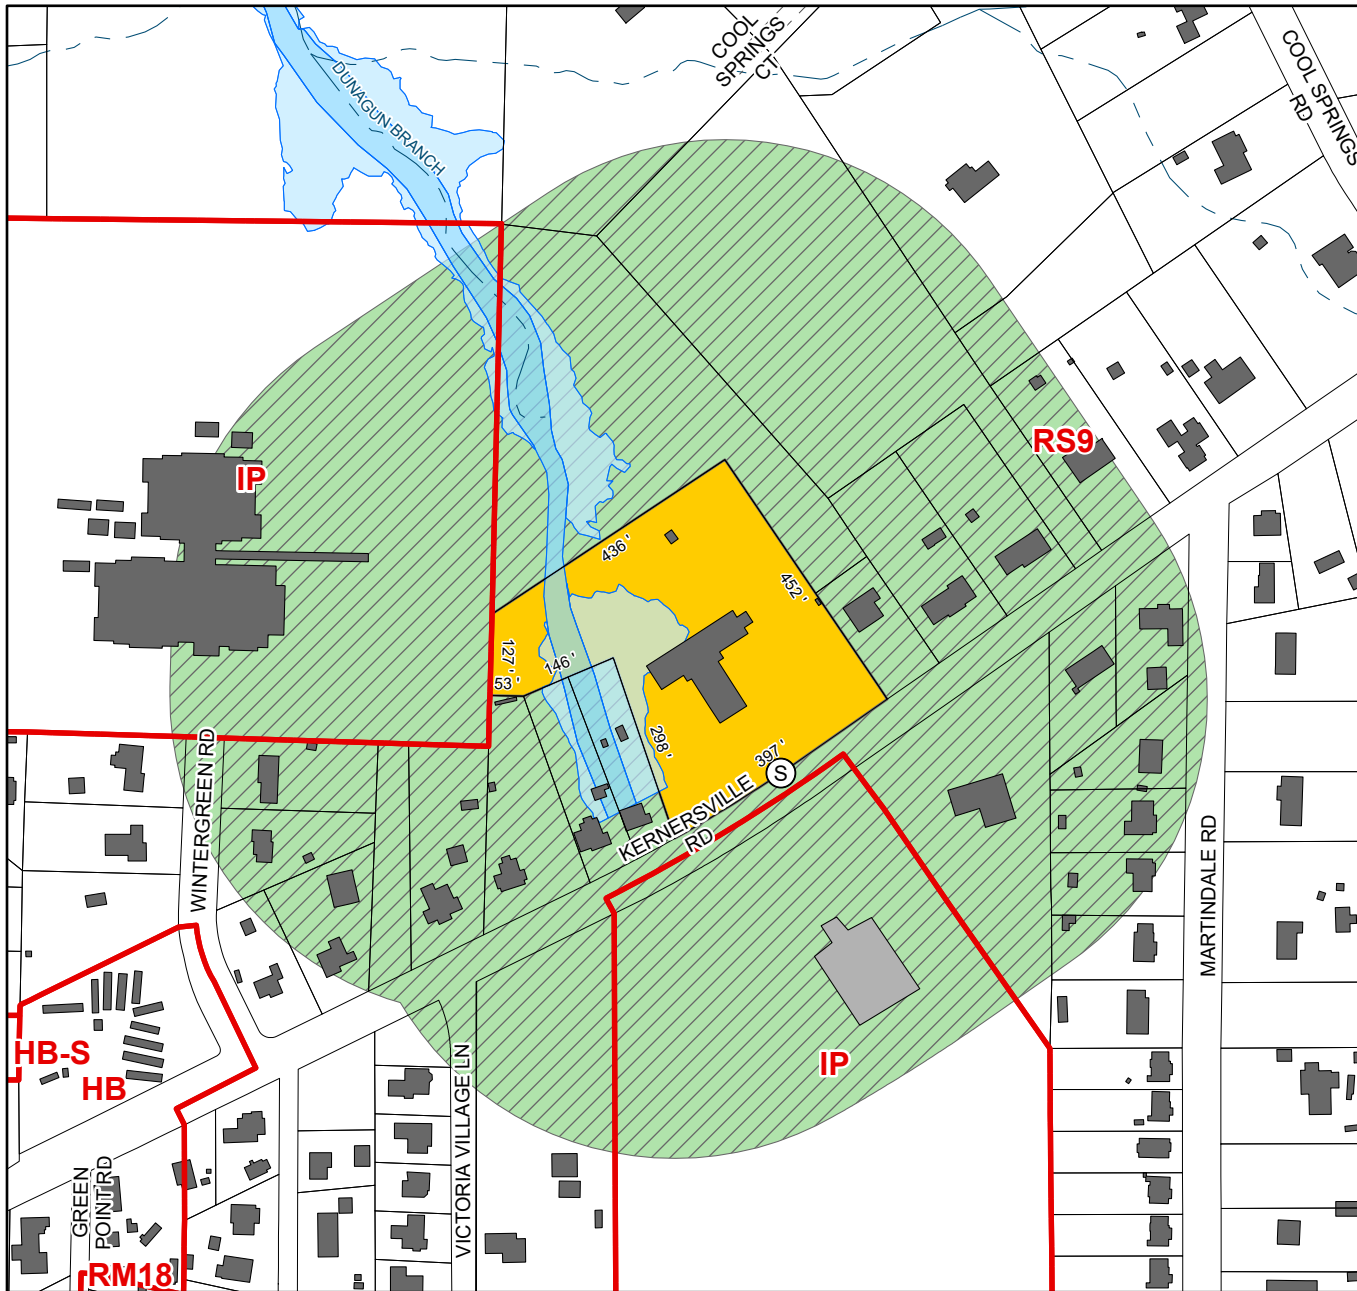 COOL
SPRINGS
CT
COOL SPRINGS
RD
DUNAGUN BRANCH
RS9
IP
436 '
452 '
127 '
146 '
53 '
298 '
397 '
S
KERNERSVILLE
RD
WINTERGREEN RD
MARTINDALE RD
HB-S
HB
IP
VICTORIA VILLAGE LN
GREEN
POINT RD
RM18